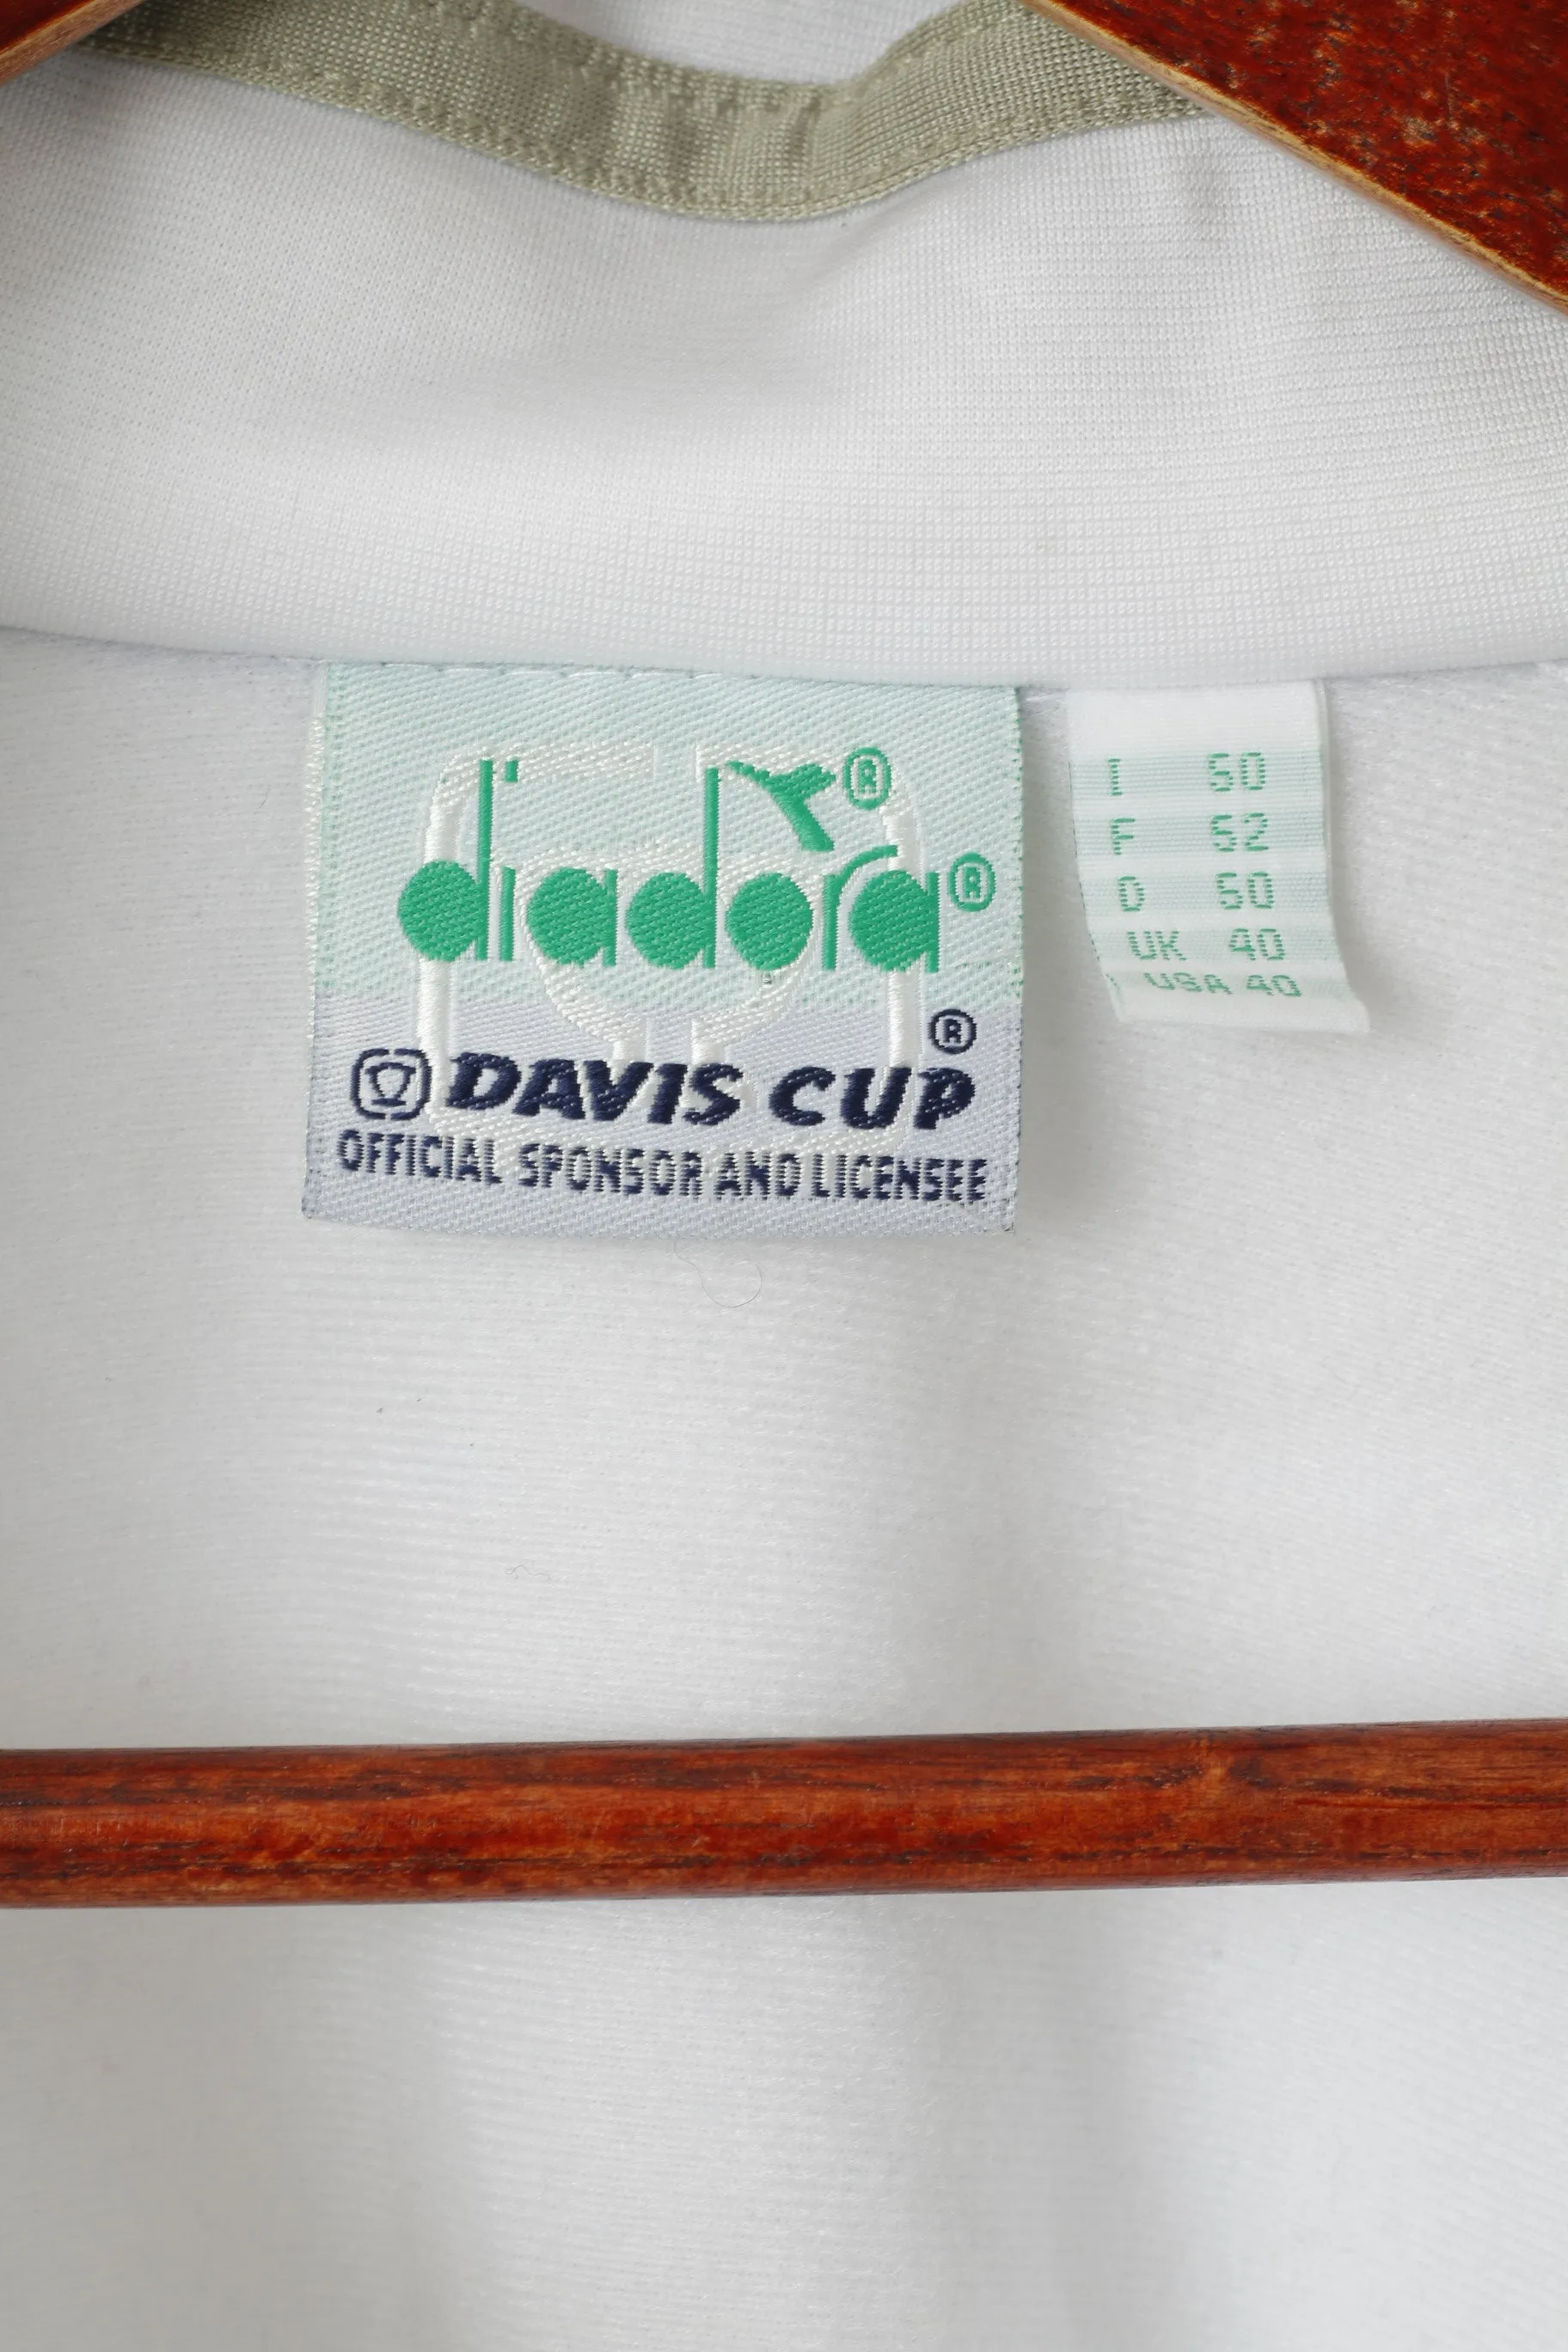 ®
diadora®
®
DAVIS CUP
OFFICIAL SPONSOR AND LICENSEE
I 50
F 52
D 50
UK 40
USA 40